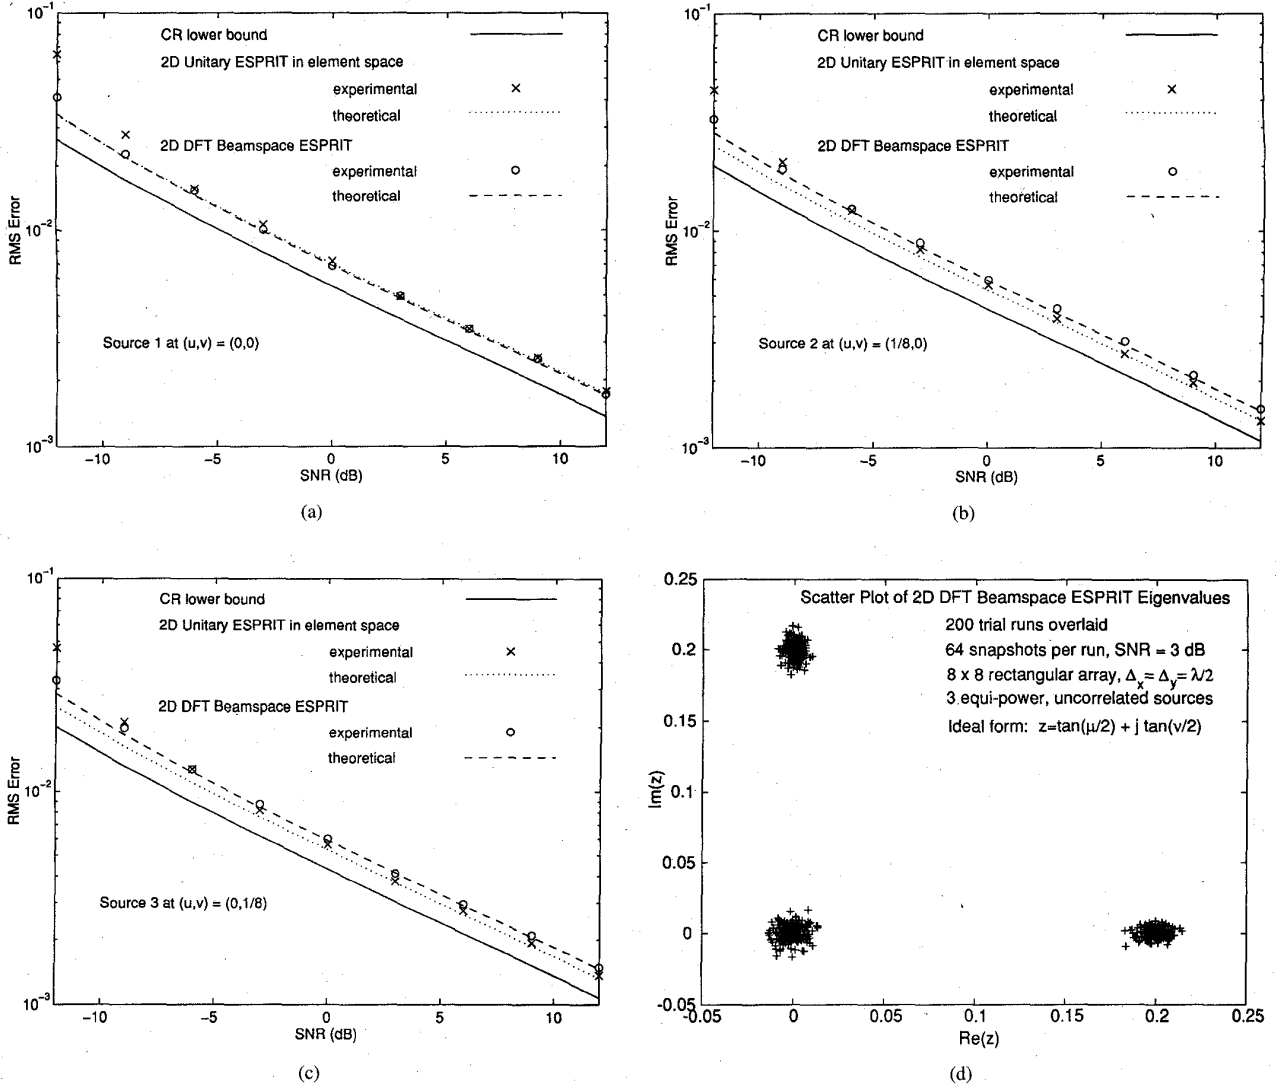 10⁻¹
CR lower bound
2D Unitary ESPRIT in element space
experimental
theoretical
2D DFT Beamspace ESPRIT
experimental
theoretical
RMS Error
10⁻²
Source 1 at (u,v) = (0,0)
10⁻³
−10 −5 0 5 10
SNR (dB)
(a)
10⁻¹
CR lower bound
2D Unitary ESPRIT in element space
experimental
theoretical
2D DFT Beamspace ESPRIT
experimental
theoretical
RMS Error
10⁻²
Source 2 at (u,v) = (1/8,0)
10⁻³
−10 −5 0 5 10
SNR (dB)
(b)
10⁻¹
CR lower bound
2D Unitary ESPRIT in element space
experimental
theoretical
2D DFT Beamspace ESPRIT
experimental
theoretical
RMS Error
10⁻²
Source 3 at (u,v) = (0,1/8)
10⁻³
−10 −5 0 5 10
SNR (dB)
(c)
0.25
Scatter Plot of 2D DFT Beamspace ESPRIT Eigenvalues
200 trial runs overlaid
64 snapshots per run, SNR = 3 dB
8 x 8 rectangular array, Δx = Δy = λ/2
3 equi-power, uncorrelated sources
Ideal form: z=tan(μ/2) + j tan(ν/2)
0.2
0.15
Im(z)
0.1
0.05
0
-0.05
-0.05 0 0.05 0.1 0.15 0.2 0.25
Re(z)
(d)